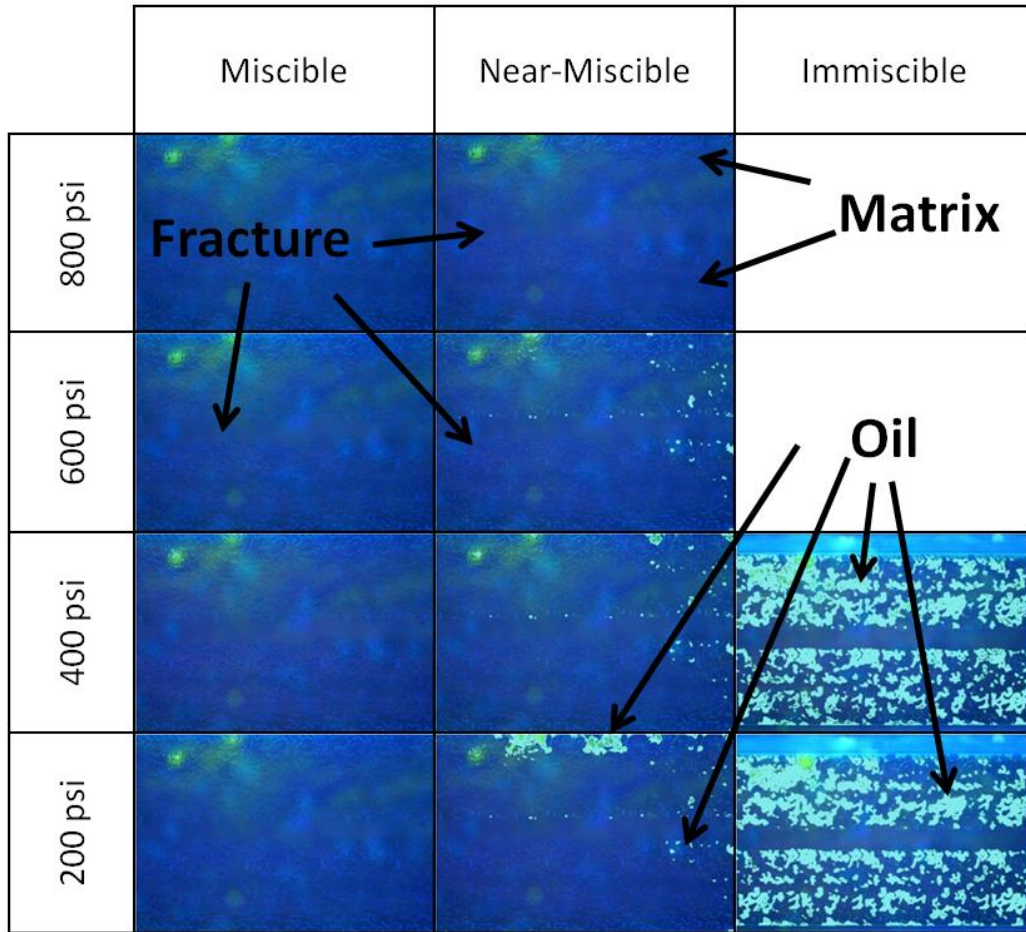 Miscible
Near-Miscible
Immiscible
800 psi
Fracture
Matrix
600 psi
Oil
400 psi
200 psi